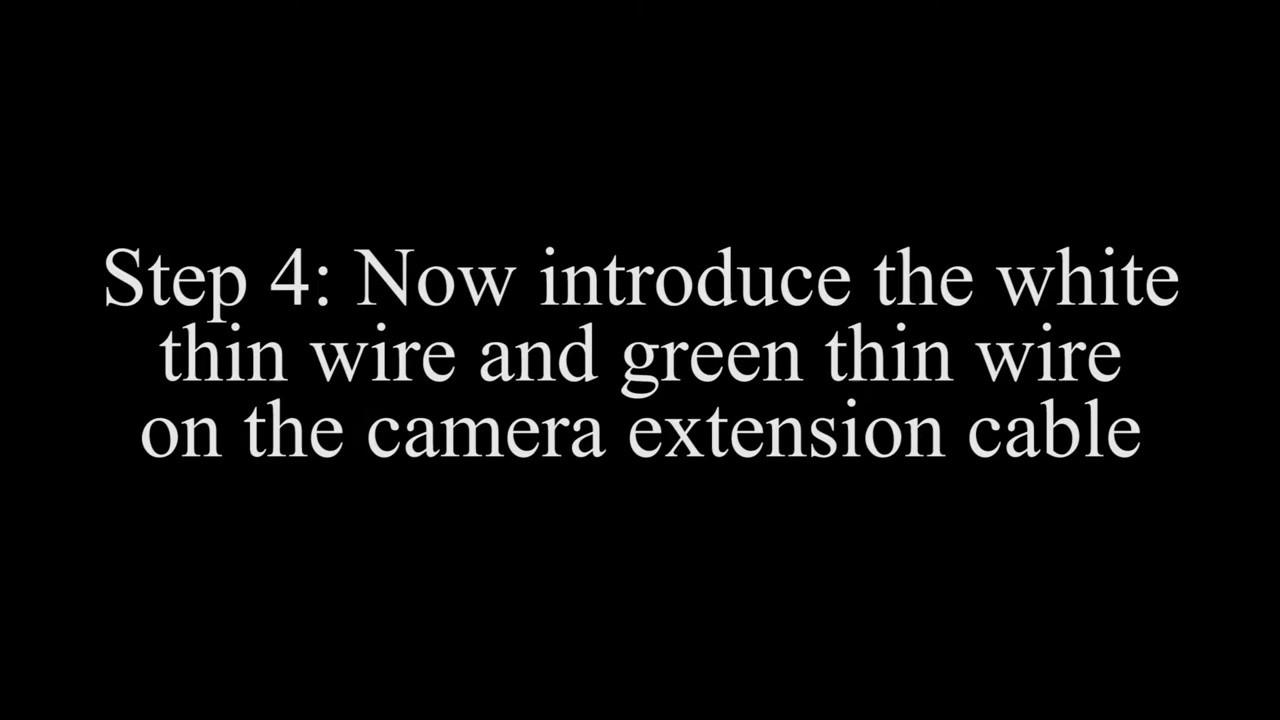 Step 4: Now introduce the white
thin wire and green thin wire
on the camera extension cable